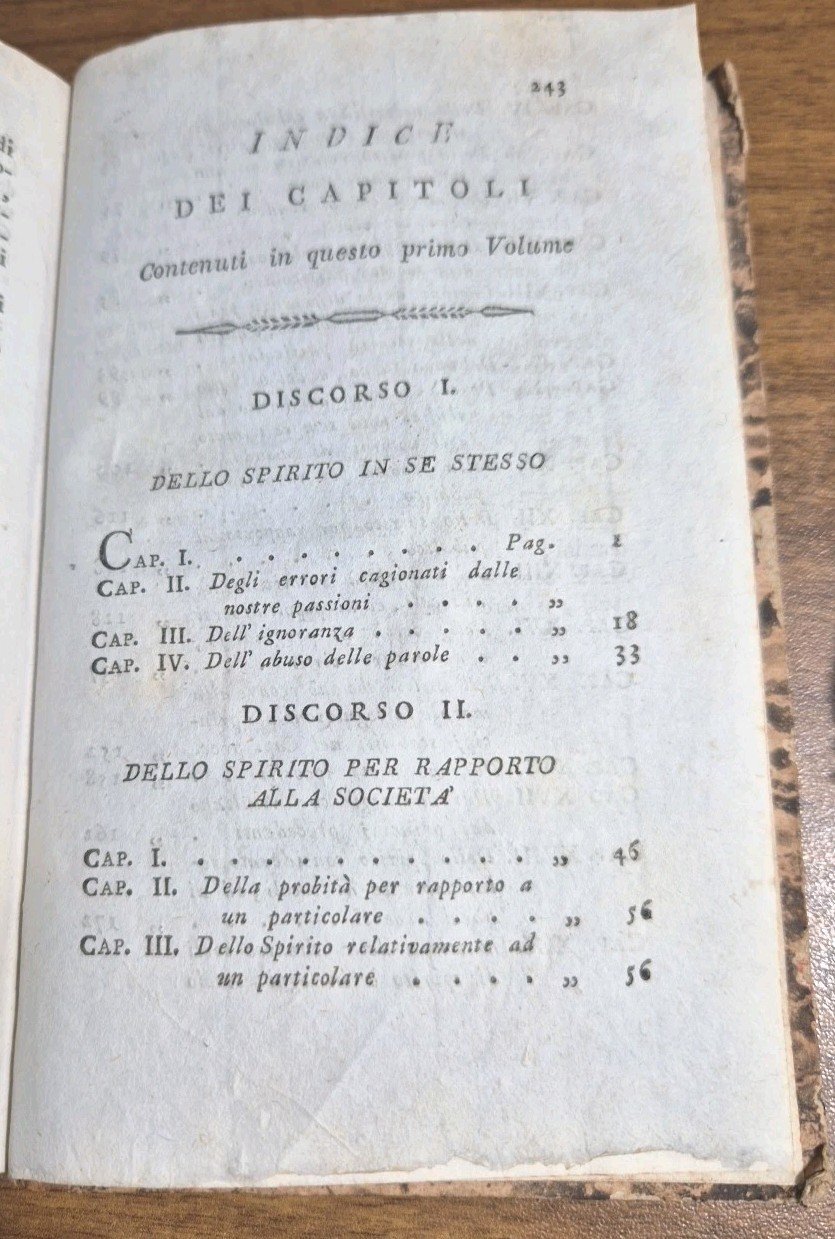 243
INDICE
DEI CAPITOLI
Contenuti in questo primo Volume
DISCORSO I.
DELLO SPIRITO IN SE STESSO
CAP. I. . . . . . . . . . Pag. 1
CAP. II. Degli errori cagionati dalle
nostre passioni . . . . . ,,
CAP. III. Dell' ignoranza . . . . . ,, 18
CAP. IV. Dell' abuso delle parole . . ,, 33
DISCORSO II.
DELLO SPIRITO PER RAPPORTO
ALLA SOCIETA'
CAP. I. . . . . . . . . . . . ,, 46
CAP. II. Della probità per rapporto a
un particolare . . . . ,, 56
CAP. III. Dello Spirito relativamente ad
un particolare . . . . ,, 56